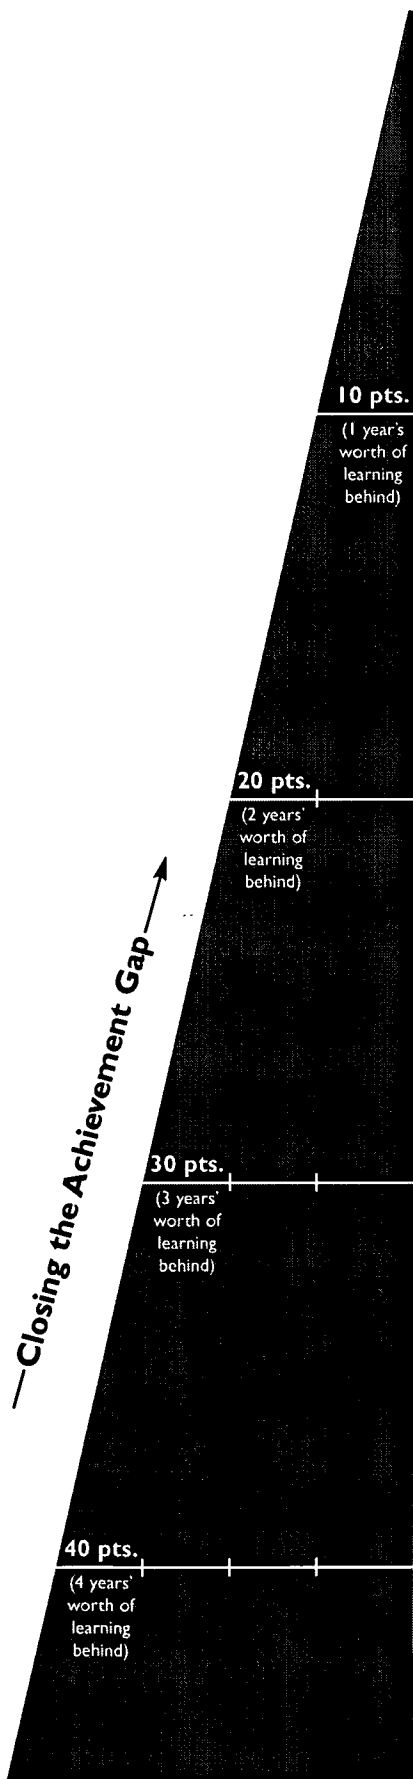 10 pts.
(1 year's
worth of
learning
behind)
20 pts.
(2 years'
worth of
learning
behind)
Closing the Achievement Gap
30 pts.
(3 years'
worth of
learning
behind)
40 pts.
(4 years'
worth of
learning
behind)